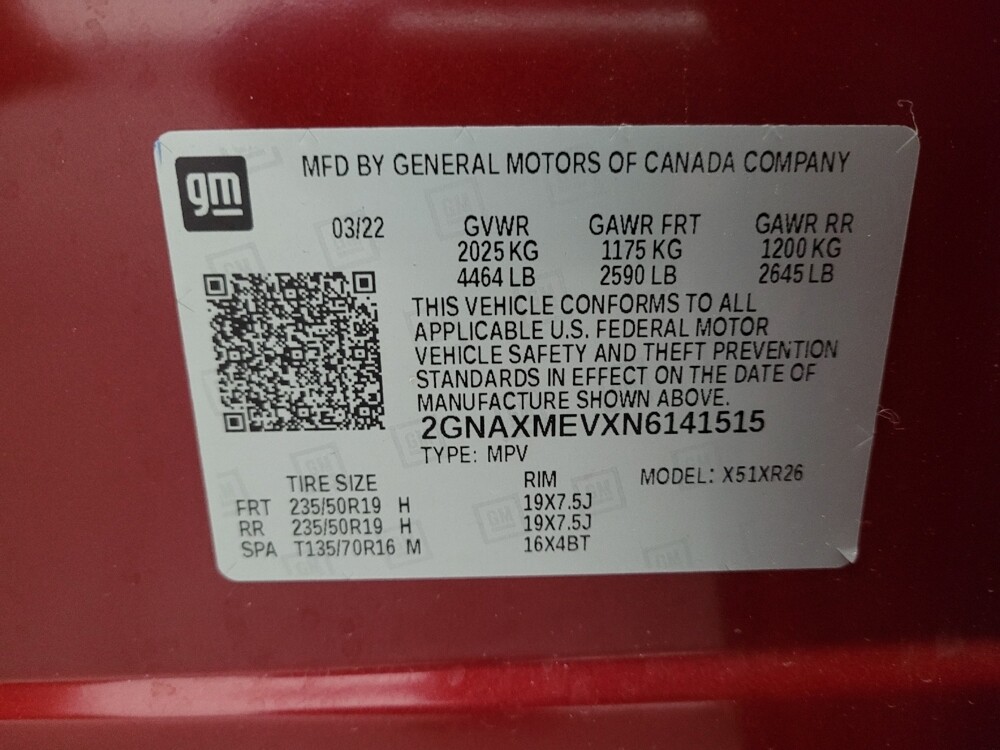 gm
MFD BY GENERAL MOTORS OF CANADA COMPANY
03/22 GVWR GAWR FRT GAWR RR
2025 KG 1175 KG 1200 KG
4464 LB 2590 LB 2645 LB
THIS VEHICLE CONFORMS TO ALL
APPLICABLE U.S. FEDERAL MOTOR
VEHICLE SAFETY AND THEFT PREVENTION
STANDARDS IN EFFECT ON THE DATE OF
MANUFACTURE SHOWN ABOVE.
2GNAXMEVXN6141515
TYPE: MPV
TIRE SIZE RIM MODEL: X51XR26
FRT 235/50R19 H 19X7.5J
RR 235/50R19 H 19X7.5J
SPA T135/70R16 M 16X4BT